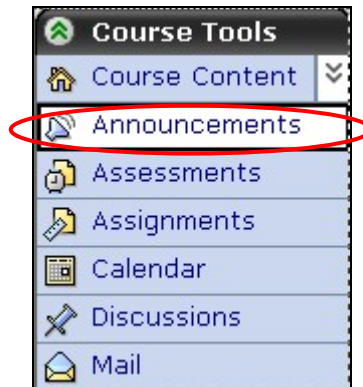 Course Tools
Course Content
Announcements
Assessments
Assignments
Calendar
Discussions
Mail